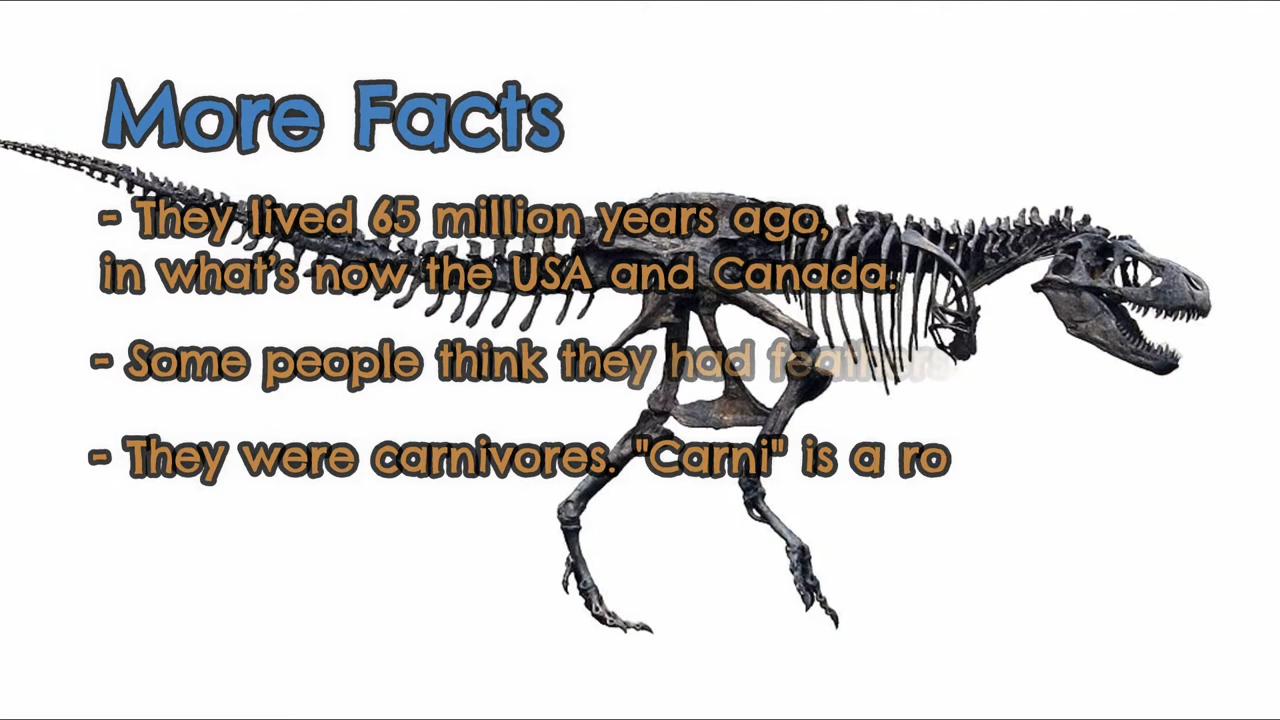 More Facts
- They lived 65 million years ago,
in what's now the USA and Canada.
- Some people think they had feathers
- They were carnivores. "Carni" is a ro